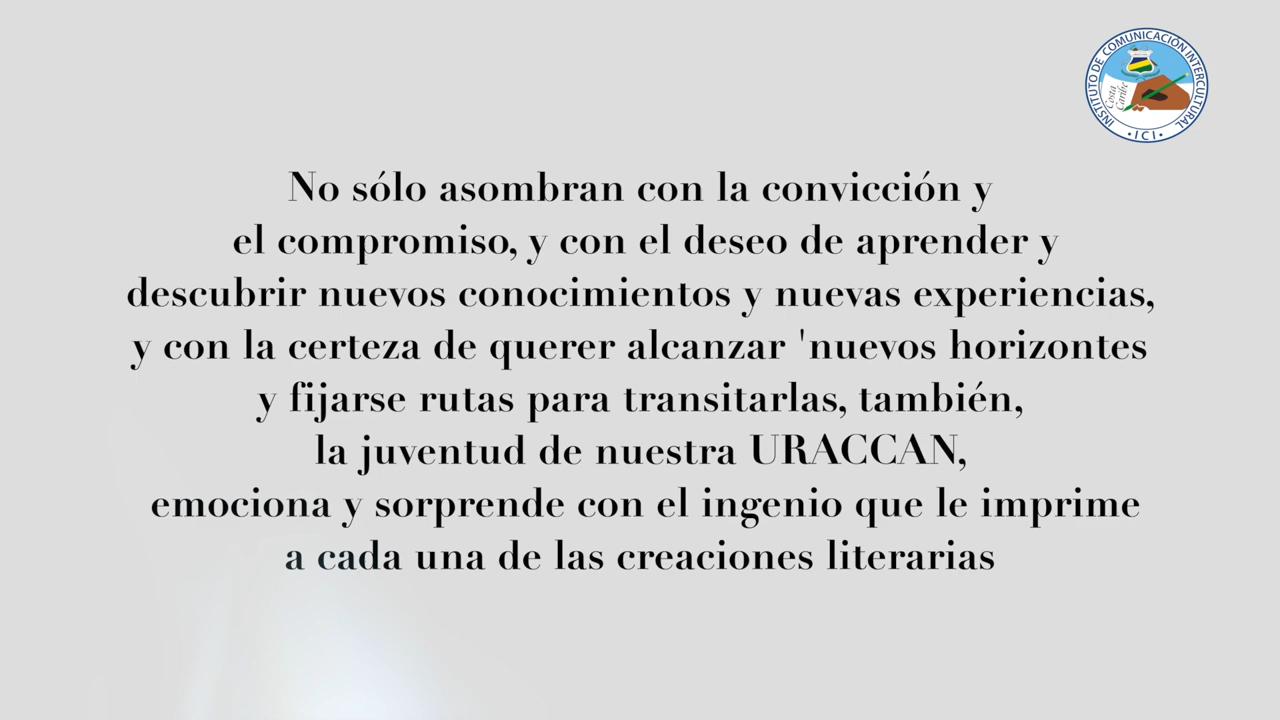 INSTITUTO DE COMUNICACIÓN INTERCULTURAL
Costa
Caribe
· I C I ·
No sólo asombran con la convicción y
el compromiso, y con el deseo de aprender y
descubrir nuevos conocimientos y nuevas experiencias,
y con la certeza de querer alcanzar 'nuevos horizontes
y fijarse rutas para transitarlas, también,
la juventud de nuestra URACCAN,
emociona y sorprende con el ingenio que le imprime
a cada una de las creaciones literarias